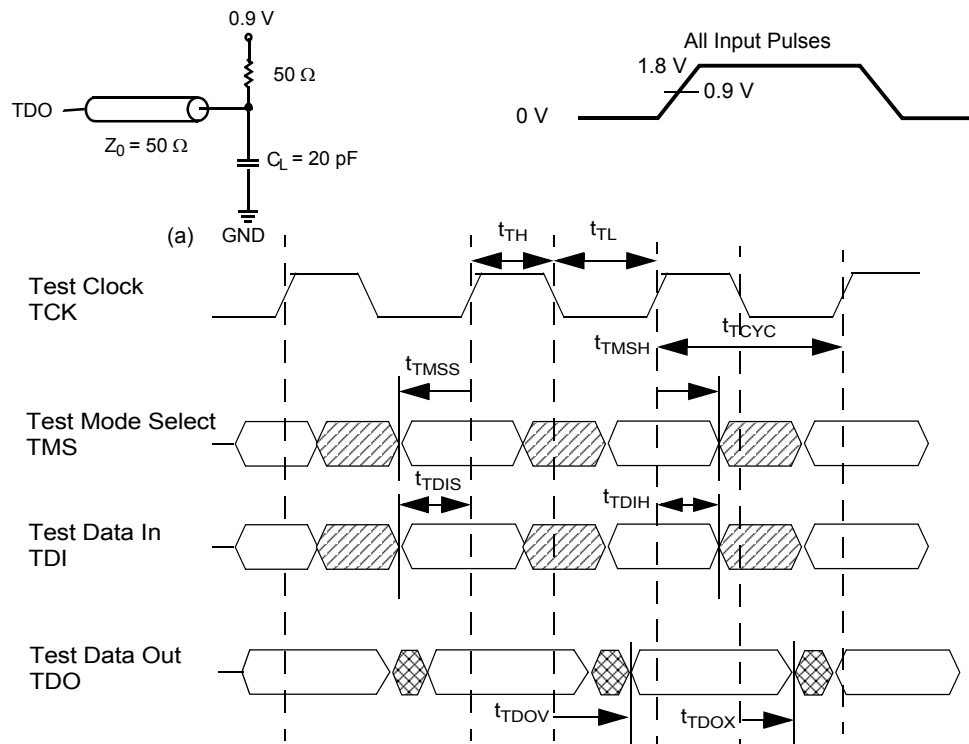 0.9 V
50 Ω
TDO
Z0 = 50 Ω
CL = 20 pF
(a)
GND
All Input Pulses
1.8 V
0.9 V
0 V
tTH
tTL
Test Clock
TCK
tTCYC
tTMSH
tTMSS
Test Mode Select
TMS
tTDIS
tTDIH
Test Data In
TDI
Test Data Out
TDO
tTDOV
tTDOX